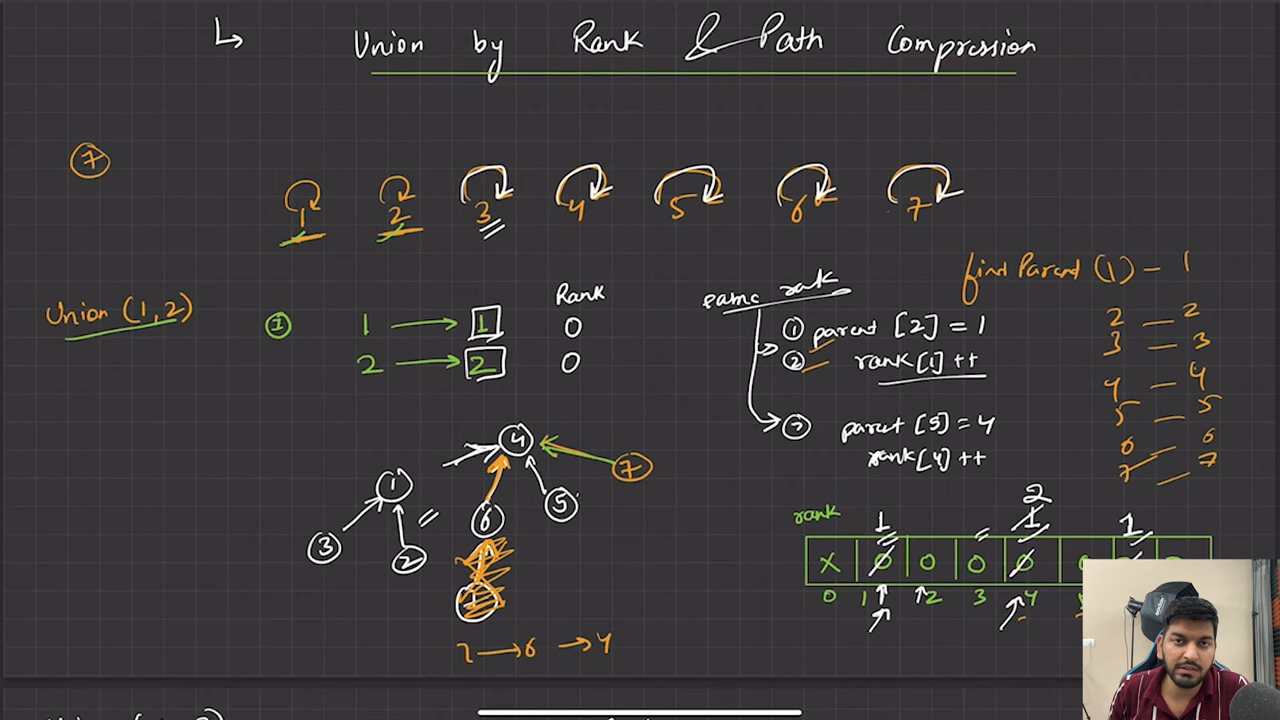 Union by Rank & Path Compression
7
1 2 3 4 5 6 7
find Parent (1) - 1
2 - 2
3 - 3
4 - 4
5 - 5
6 - 6
7 - 7
Union (1,2)
Rank
1 1 → 1 0
2 → 2 0
same rank
1 parent [2] = 1
2 rank[1] ++
parent [5] = 4
rank[4] ++
4
1 7
6 5
3 2
7 → 6 → 4
rank
1 1 2 1
X 0 0 0 0
0 1 2 3 4